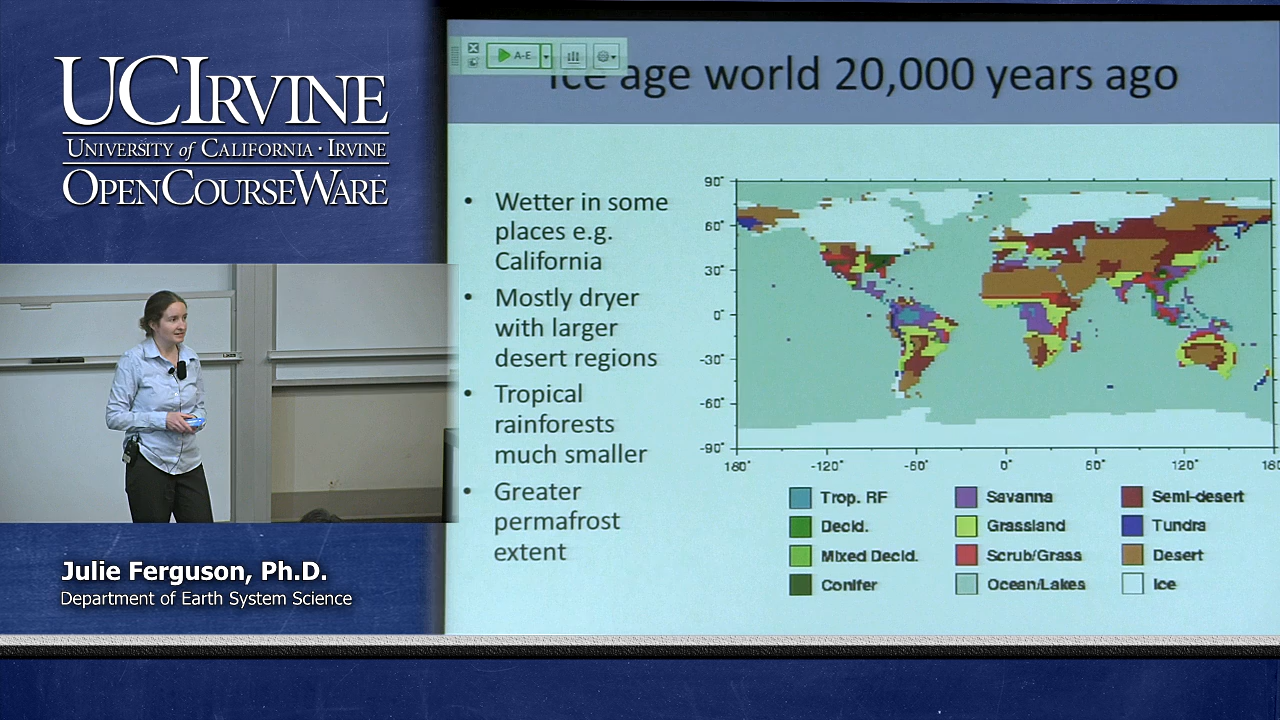 UCIRVINE
UNIVERSITY of CALIFORNIA · IRVINE
OPENCOURSEWARE
A-E
Ice age world 20,000 years ago
• Wetter in some
places e.g.
California
• Mostly dryer
with larger
desert regions
• Tropical
rainforests
much smaller
• Greater
permafrost
extent
90°
60°
30°
0°
-30°
-60°
-90°
180° -120° -60° 0° 60° 120° 180
Trop. RF Savanna Semi-desert
Decid. Grassland Tundra
Mixed Decid. Scrub/Grass Desert
Conifer Ocean/Lakes Ice
Julie Ferguson, Ph.D.
Department of Earth System Science